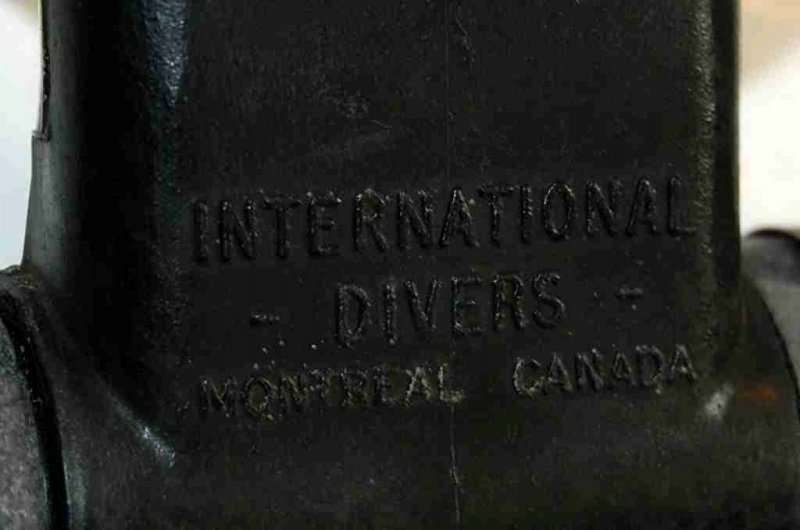 INTERNATIONAL
- DIVERS -
MONTREAL CANADA